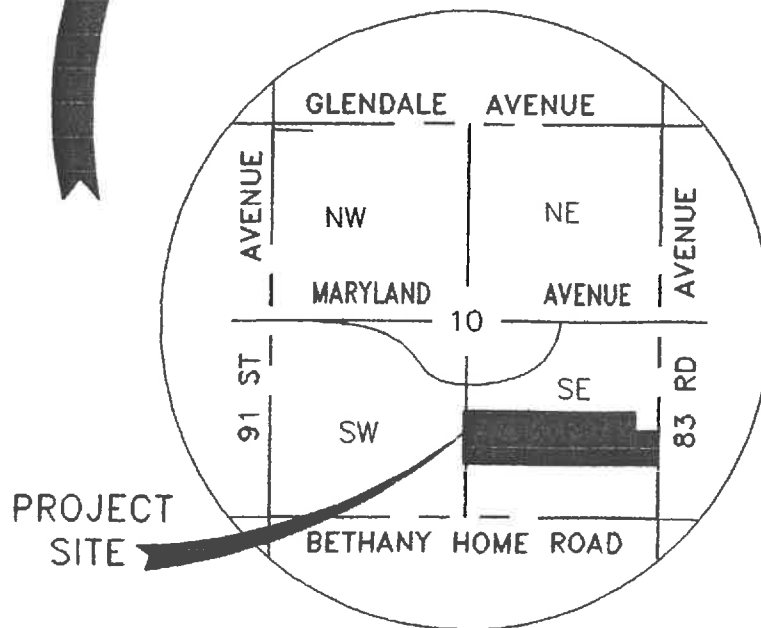 GLENDALE AVENUE
91 ST AVENUE
NW
NE
83 RD AVENUE
MARYLAND AVENUE
10
SE
SW
PROJECT
SITE
BETHANY HOME ROAD